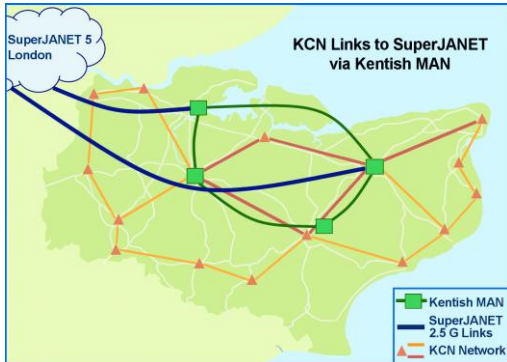 SuperJANET 5
London
KCN Links to SuperJANET
via Kentish MAN
Kentish MAN
SuperJANET
2.5 G Links
KCN Network